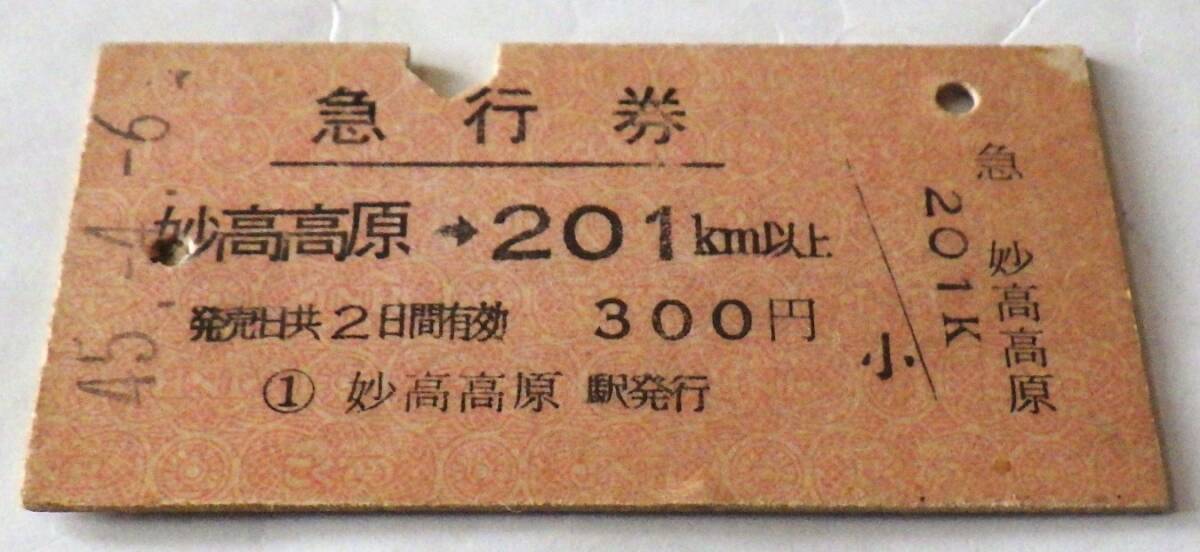 急行券
妙高高原→201km以上
発売日共2日間有効 300円
① 妙高高原 駅発行
45.-4.-6
小
急 妙高高原
201K